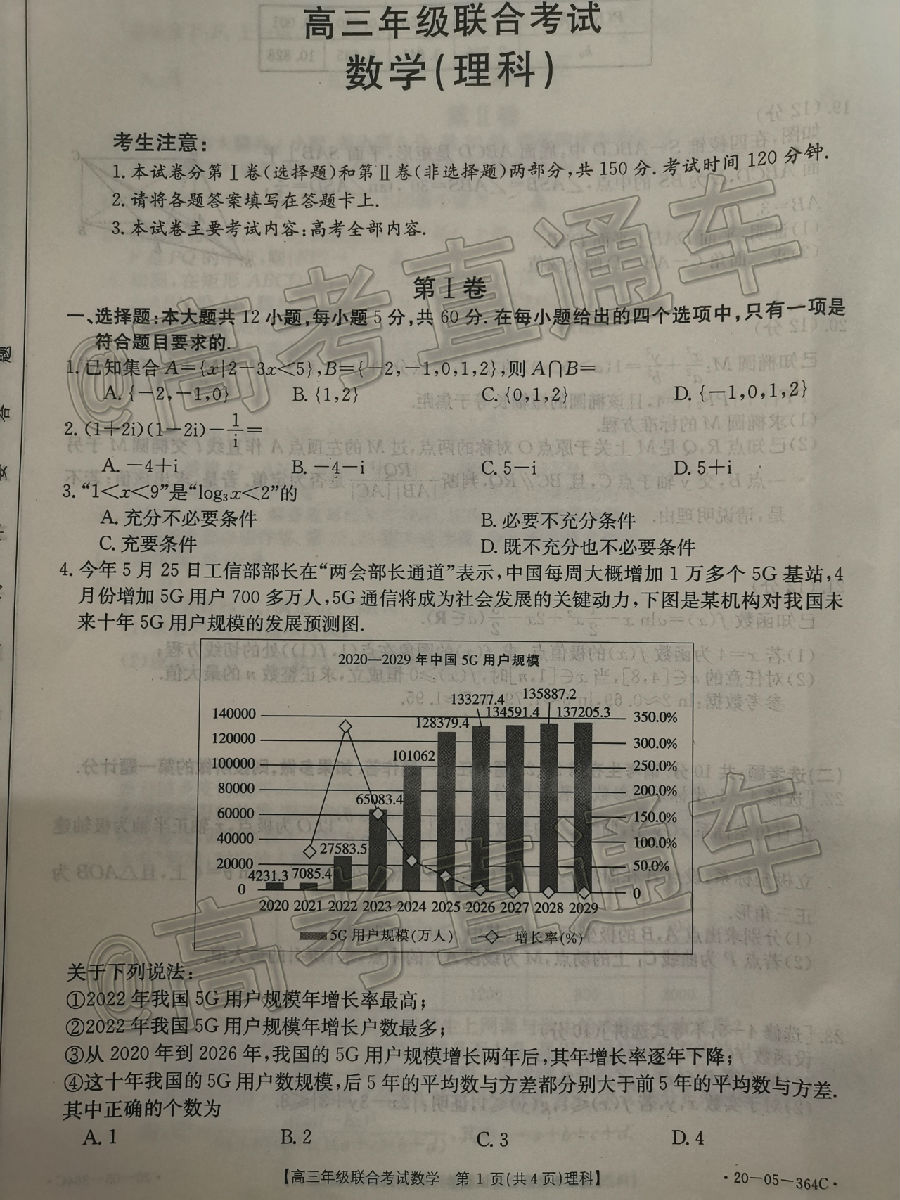 高三年级联合考试
数学(理科)
考生注意:
1.本试卷分第Ⅰ卷(选择题)和第Ⅱ卷(非选择题)两部分,共150分.考试时间120分钟.
2.请将各题答案填写在答题卡上.
3.本试卷主要考试内容:高考全部内容.
第Ⅰ卷
一、选择题:本大题共12小题,每小题5分,共60分.在每小题给出的四个选项中,只有一项是
符合题目要求的.
1.已知集合A={x|2-3x<5},B={-2,-1,0,1,2},则A∩B=
A.{-2,-1,0} B.{1,2} C.{0,1,2} D.{-1,0,1,2}
2.(1+2i)(1-2i)-1/i=
A.-4+i B.-4-i C.5-i D.5+i
3.“1<x<9”是“log₃x<2”的
A.充分不必要条件 B.必要不充分条件
C.充要条件 D.既不充分也不必要条件
4.今年5月25日工信部部长在“两会部长通道”表示,中国每周大概增加1万多个5G基站,4
月份增加5G用户700多万人,5G通信将成为社会发展的关键动力,下图是某机构对我国未
来十年5G用户规模的发展预测图.
2020—2029年中国5G用户规模
133277.4 135887.2
128379.4 134591.4 137205.3
101062
65083.4
27583.5
4231.3 7085.4
140000
120000
100000
80000
60000
40000
20000
0
350.0%
300.0%
250.0%
200.0%
150.0%
100.0%
50.0%
0
2020 2021 2022 2023 2024 2025 2026 2027 2028 2029
5G用户规模(万人) 增长率(%)
关于下列说法:
①2022年我国5G用户规模年增长率最高;
②2022年我国5G用户规模年增长户数最多;
③从2020年到2026年,我国的5G用户规模增长两年后,其年增长率逐年下降;
④这十年我国的5G用户数规模,后5年的平均数与方差都分别大于前5年的平均数与方差.
其中正确的个数为
A.1 B.2 C.3 D.4
【高三年级联合考试数学 第1页(共4页)理科】
·20-05-364C·
@高考直通车
@高考直通车